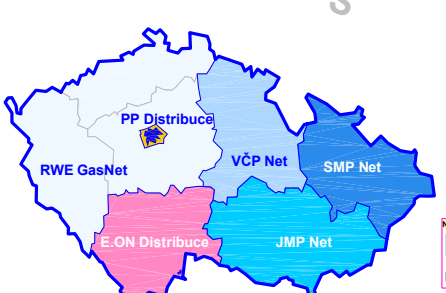 S
PP Distribuce
VČP Net
RWE GasNet
SMP Net
E.ON Distribuce
JMP Net
N